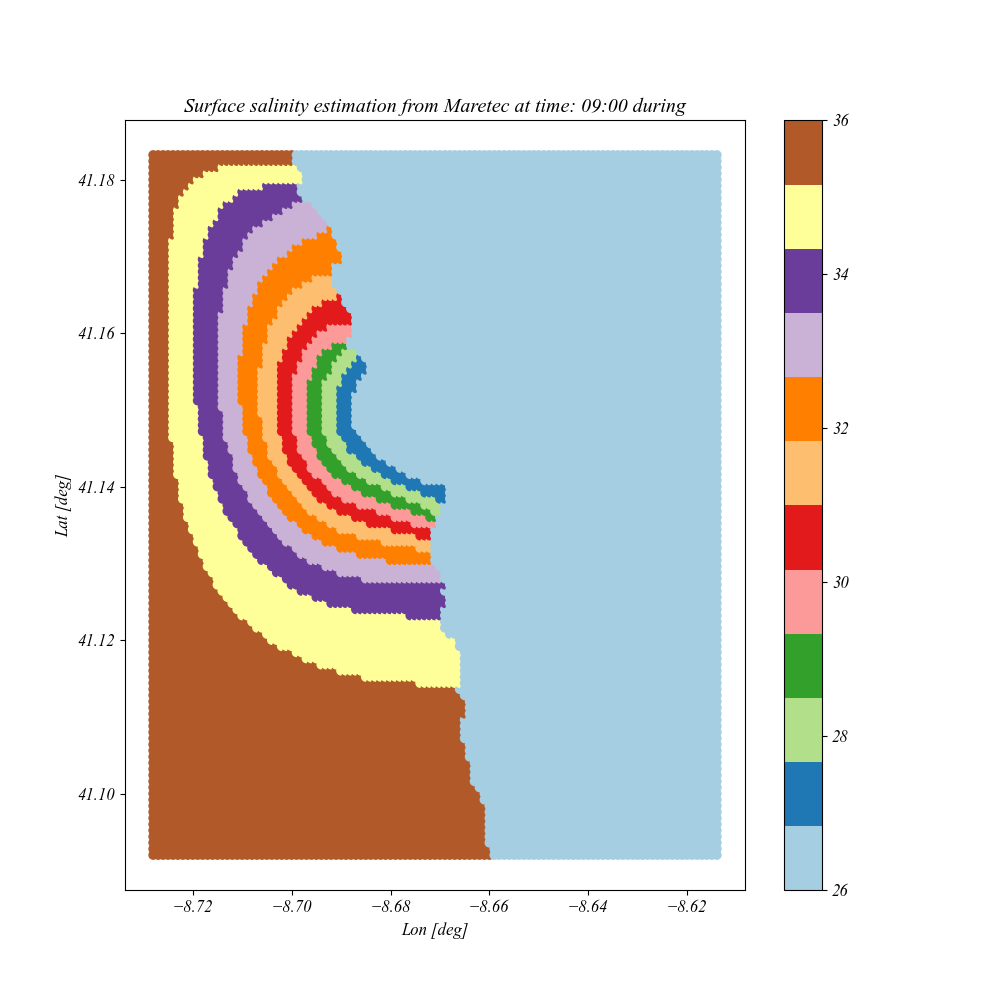 Surface salinity estimation from Maretec at time: 09:00 during
36
34
32
30
28
26
41.18
41.16
41.14
41.12
41.10
Lat [deg]
−8.72 −8.70 −8.68 −8.66 −8.64 −8.62
Lon [deg]